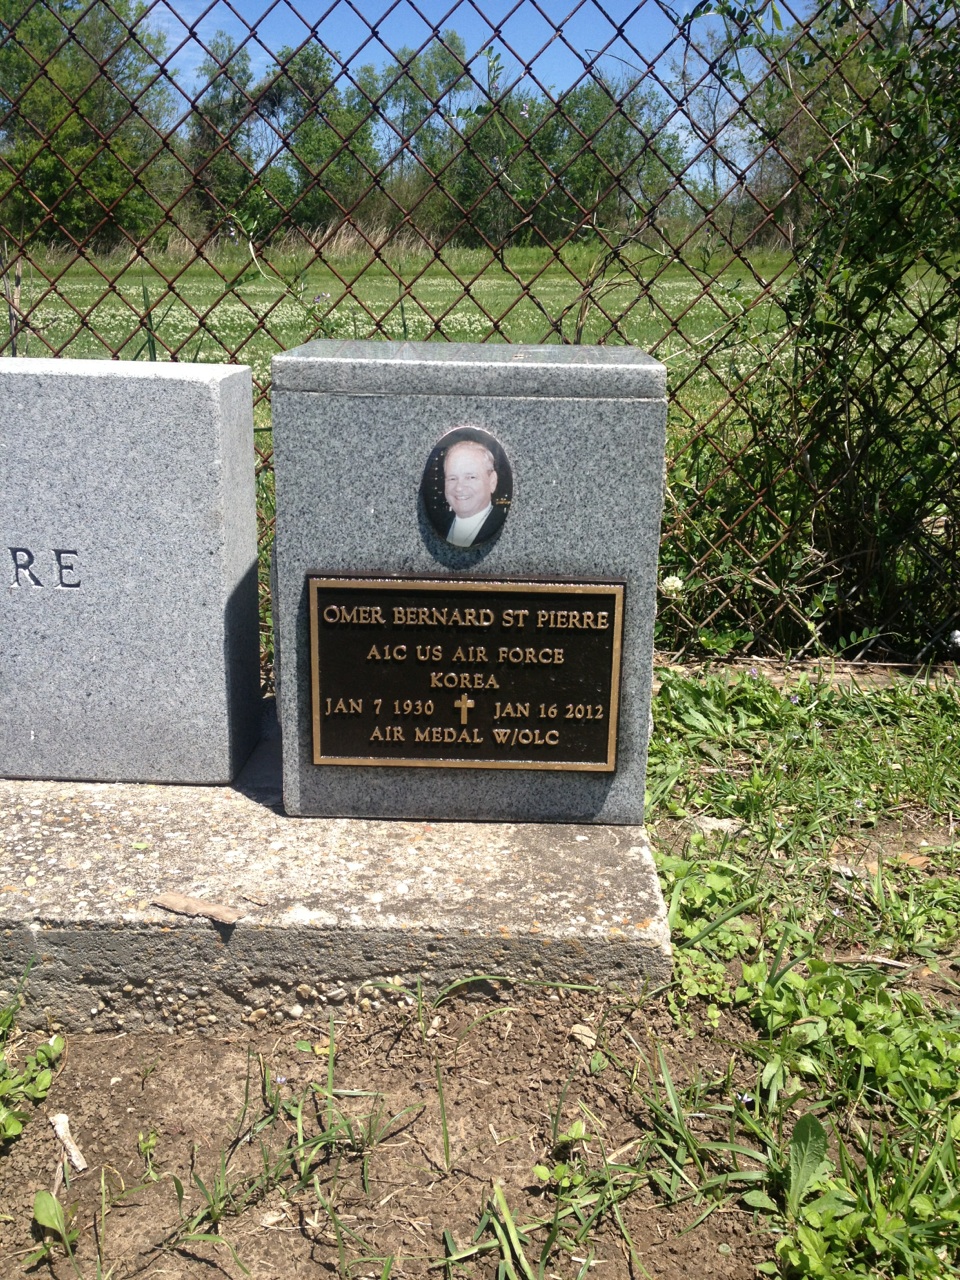 RE
OMER BERNARD ST PIERRE
A1C US AIR FORCE
KOREA
JAN 7 1930 JAN 16 2012
AIR MEDAL W/OLC